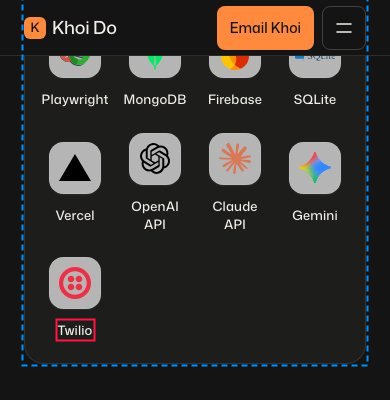 K Khoi Do
Email Khoi
Playwright MongoDB Firebase SQLite
Vercel OpenAI API Claude API Gemini
Twilio